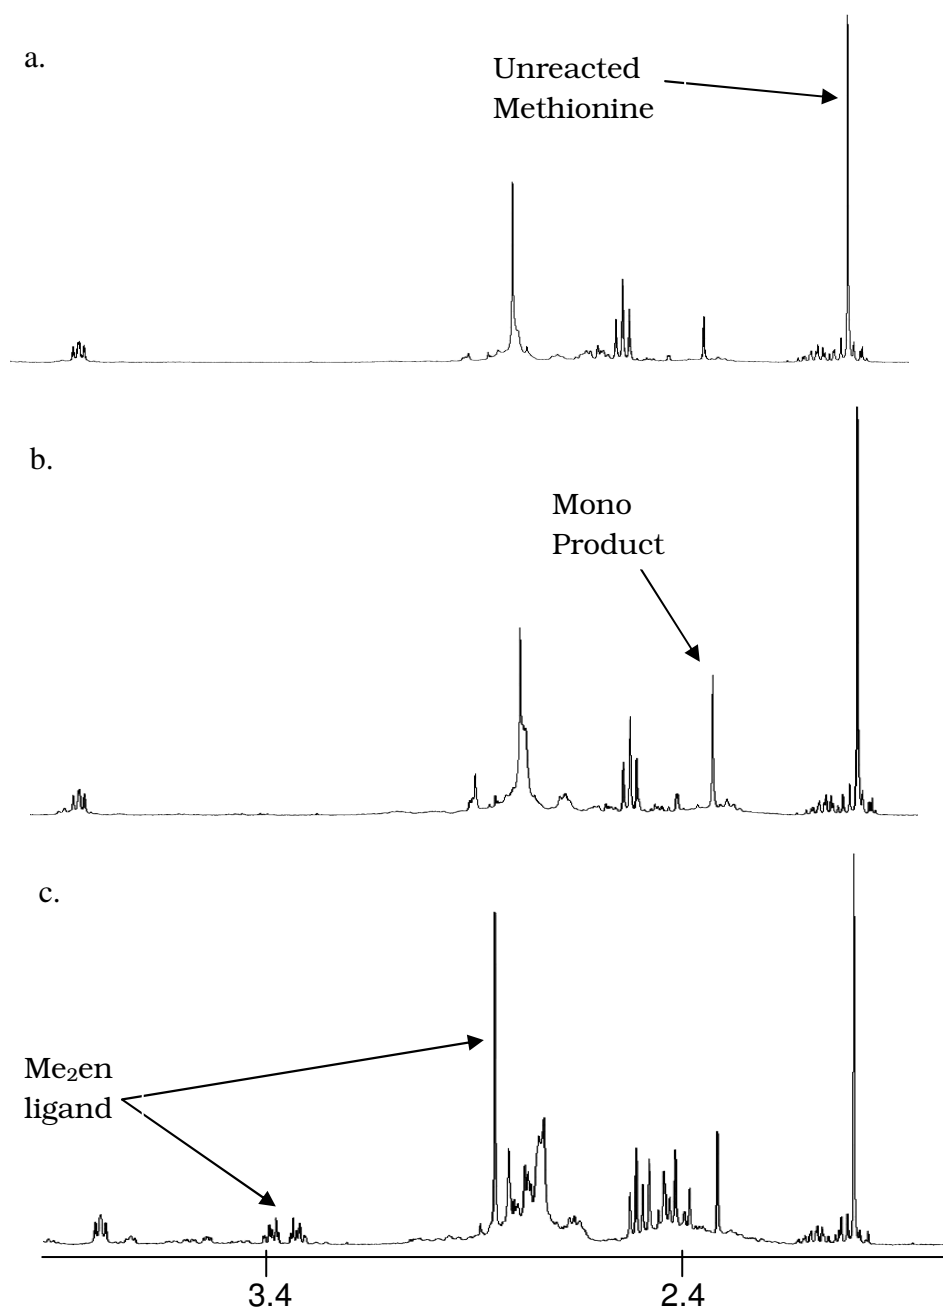 a.
Unreacted
Methionine
b.
Mono
Product
c.
Me₂en
ligand
3.4
2.4